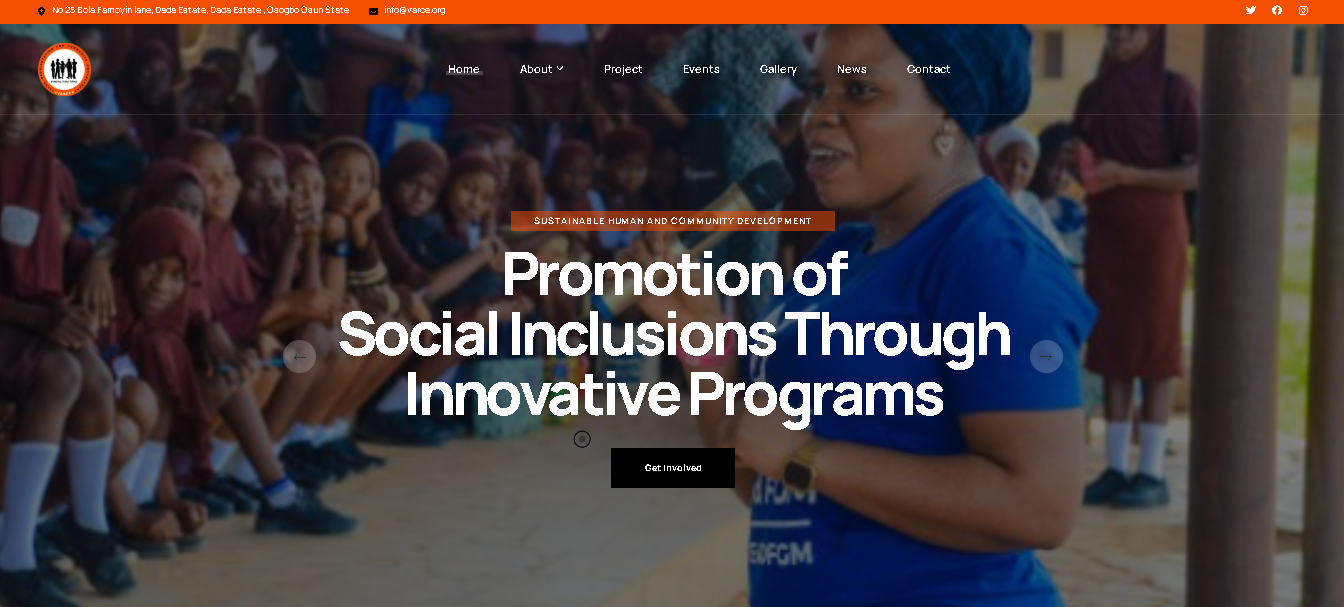 No 25 Bola Famoyin lane, Dada Estate, Dada Estate , Osogbo Osun State
info@varce.org
Home
About
Project
Events
Gallery
News
Contact
SUSTAINABLE HUMAN AND COMMUNITY DEVELOPMENT
Promotion of
Social Inclusions Through
Innovative Programs
Get Involved